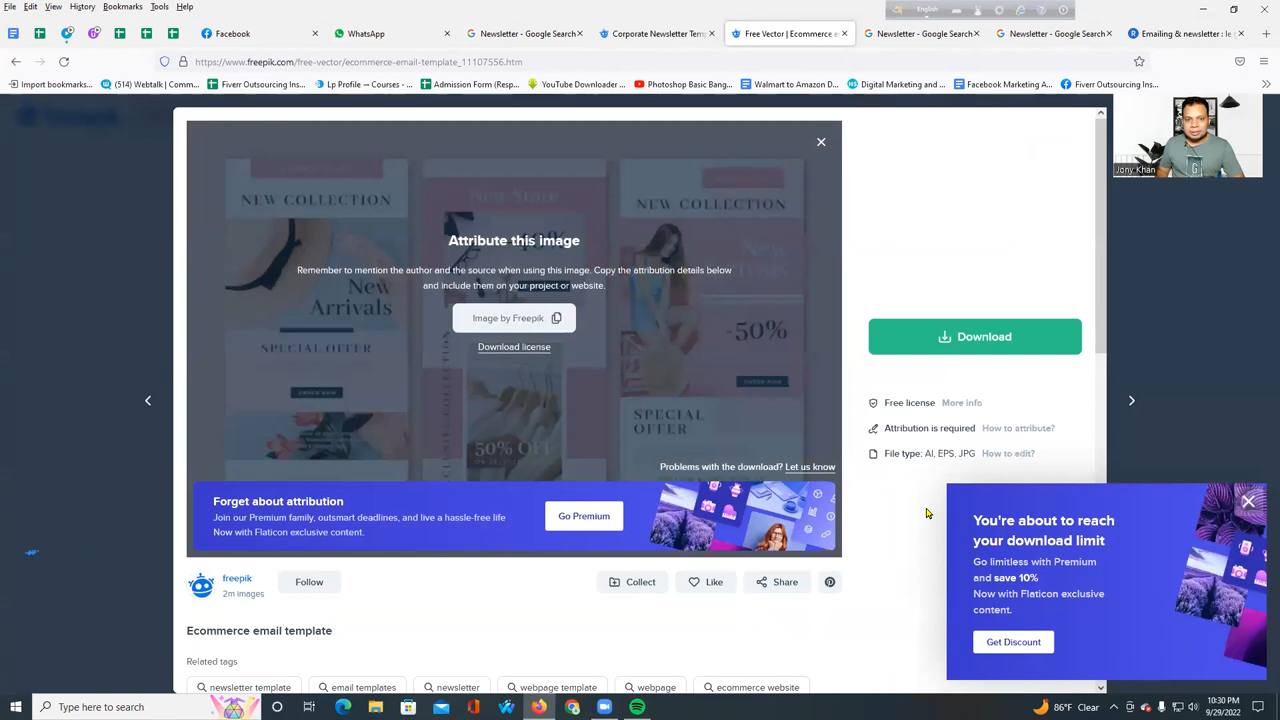 File Edit View History Bookmarks Tools Help
English
Facebook
WhatsApp
Newsletter - Google Search
Corporate Newsletter Temp
Free Vector | Ecommerce e
Newsletter - Google Search
Newsletter - Google Search
Emailing & newsletter : le g
https://www.freepik.com/free-vector/ecommerce-email-template_11107556.htm
Import bookmarks...
(514) Webtalk | Comm...
Fiverr Outsourcing Ins...
Lp Profile → Courses - ...
Admission Form (Resp...
YouTube Downloader ...
Photoshop Basic Bang...
Walmart to Amazon D...
Digital Marketing and ...
Facebook Marketing A...
Fiverr Outsourcing Ins...
Jony Khan
NEW COLLECTION
New Store
NEW COLLECTION
Attribute this image
Remember to mention the author and the source when using this image. Copy the attribution details below
and include them on your project or website.
New
Arrivals
Image by Freepik
Download license
-50%
SPECIAL OFFER
SPECIAL
OFFER
50% OFF
Problems with the download? Let us know
Forget about attribution
Join our Premium family, outsmart deadlines, and live a hassle-free life
Now with Flaticon exclusive content.
Go Premium
Download
Free license More info
Attribution is required How to attribute?
File type: AI, EPS, JPG How to edit?
You're about to reach
your download limit
Go limitless with Premium
and save 10%
Now with Flaticon exclusive
content.
Get Discount
freepik
2m images
Follow
Collect
Like
Share
Ecommerce email template
Related tags
newsletter template
email templates
newsletter
webpage template
webpage
ecommerce website
Type here to search
86°F Clear
10:30 PM
9/29/2022